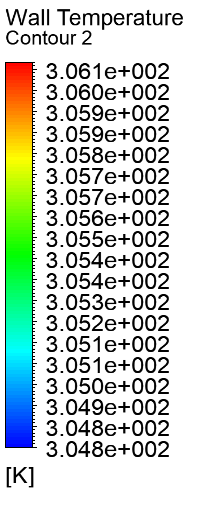 Wall Temperature
Contour 2
3.061e+002
3.060e+002
3.059e+002
3.059e+002
3.058e+002
3.057e+002
3.057e+002
3.056e+002
3.055e+002
3.054e+002
3.054e+002
3.053e+002
3.052e+002
3.051e+002
3.051e+002
3.050e+002
3.049e+002
3.048e+002
3.048e+002
[K]